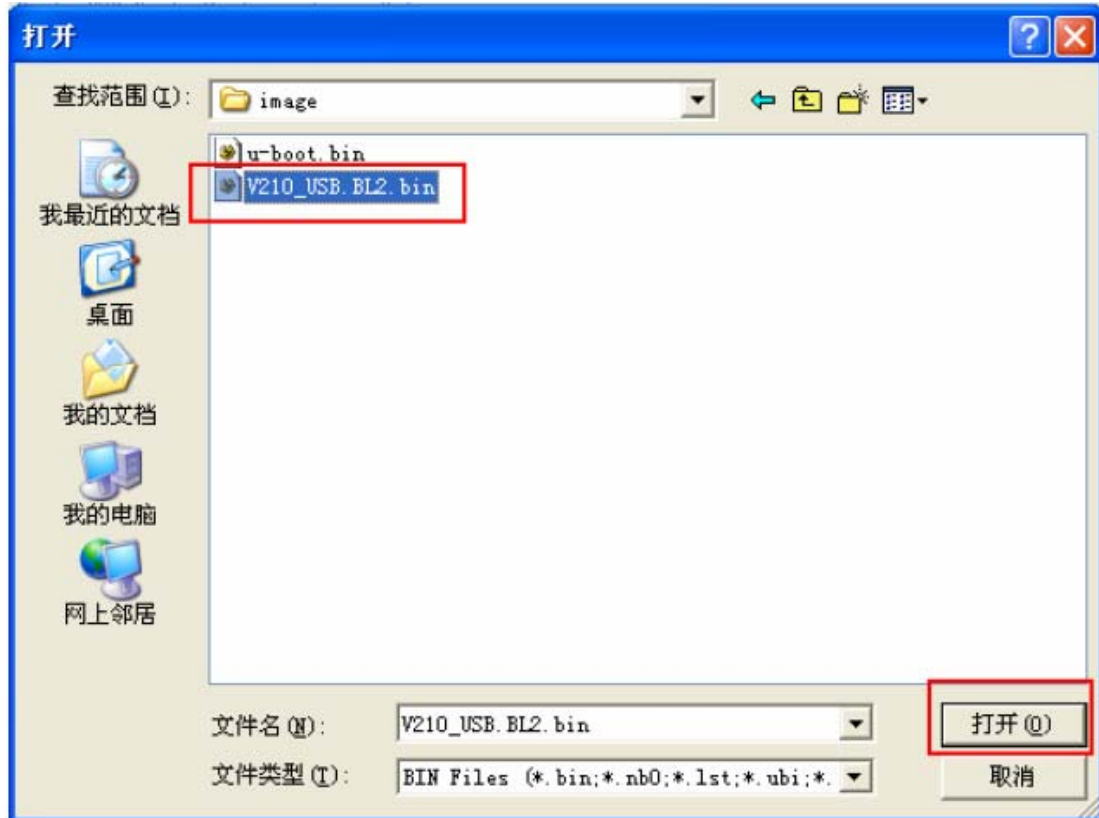 打开
查找范围(I):
image
u-boot.bin
V210_USB.BL2.bin
我最近的文档
桌面
我的文档
我的电脑
网上邻居
文件名(N):
V210_USB.BL2.bin
打开(O)
文件类型(T):
BIN Files (*.bin;*.nb0;*.lst;*.ubi;*.
取消